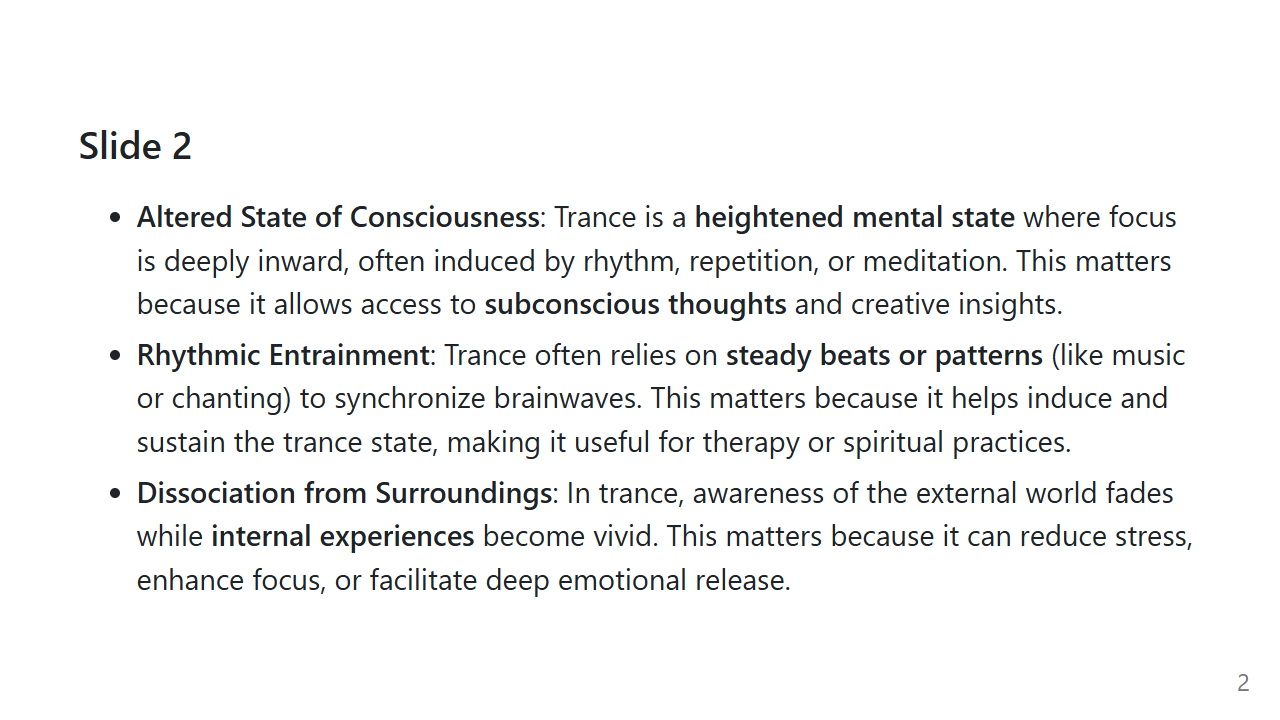 Slide 2
• Altered State of Consciousness: Trance is a heightened mental state where focus
is deeply inward, often induced by rhythm, repetition, or meditation. This matters
because it allows access to subconscious thoughts and creative insights.
• Rhythmic Entrainment: Trance often relies on steady beats or patterns (like music
or chanting) to synchronize brainwaves. This matters because it helps induce and
sustain the trance state, making it useful for therapy or spiritual practices.
• Dissociation from Surroundings: In trance, awareness of the external world fades
while internal experiences become vivid. This matters because it can reduce stress,
enhance focus, or facilitate deep emotional release.
2